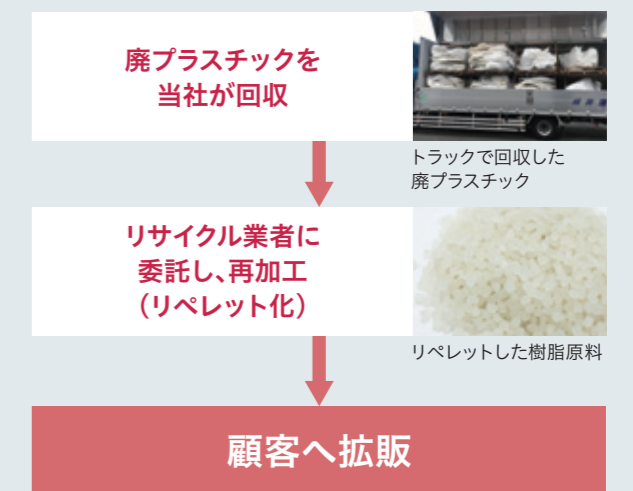 廃プラスチックを
当社が回収
トラックで回収した
廃プラスチック
リサイクル業者に
委託し、再加工
（リペレット化）
リペレットした樹脂原料
顧客へ拡販